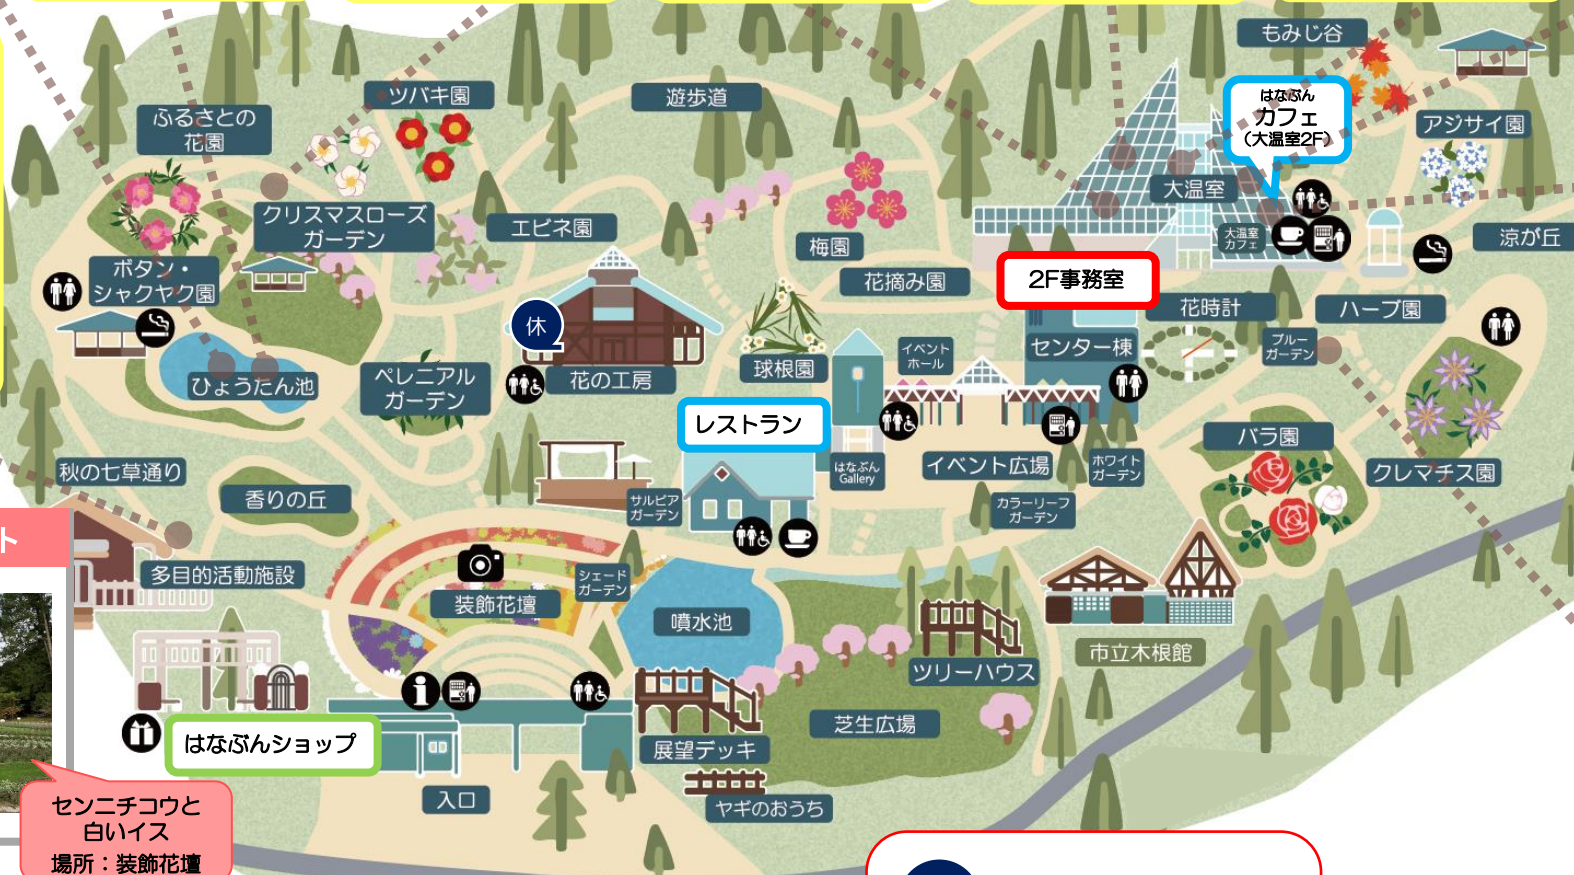 もみじ谷
はなぶん
カフェ
(大温室2F)
ツバキ園
遊歩道
ふるさとの
花園
アジサイ園
大温室
クリスマスローズ
ガーデン
エビネ園
梅園
大温室
カフェ
涼が丘
ボタン・
シャクヤク園
花摘み園
2F事務室
花時計
ハーブ園
休
イベント
ホール
センター棟
ブルー
ガーデン
球根園
ひょうたん池
ペレニアル
ガーデン
花の工房
レストラン
バラ園
秋の七草通り
香りの丘
はなぶん
Gallery
イベント広場
ホワイト
ガーデン
クレマチス園
サルビア
ガーデン
カラーリーフ
ガーデン
ト
多目的活動施設
シェード
ガーデン
装飾花壇
噴水池
市立木根館
ツリーハウス
芝生広場
はなぶんショップ
展望デッキ
入口
ヤギのおうち
センニチコウと
白いイス
場所:装飾花壇